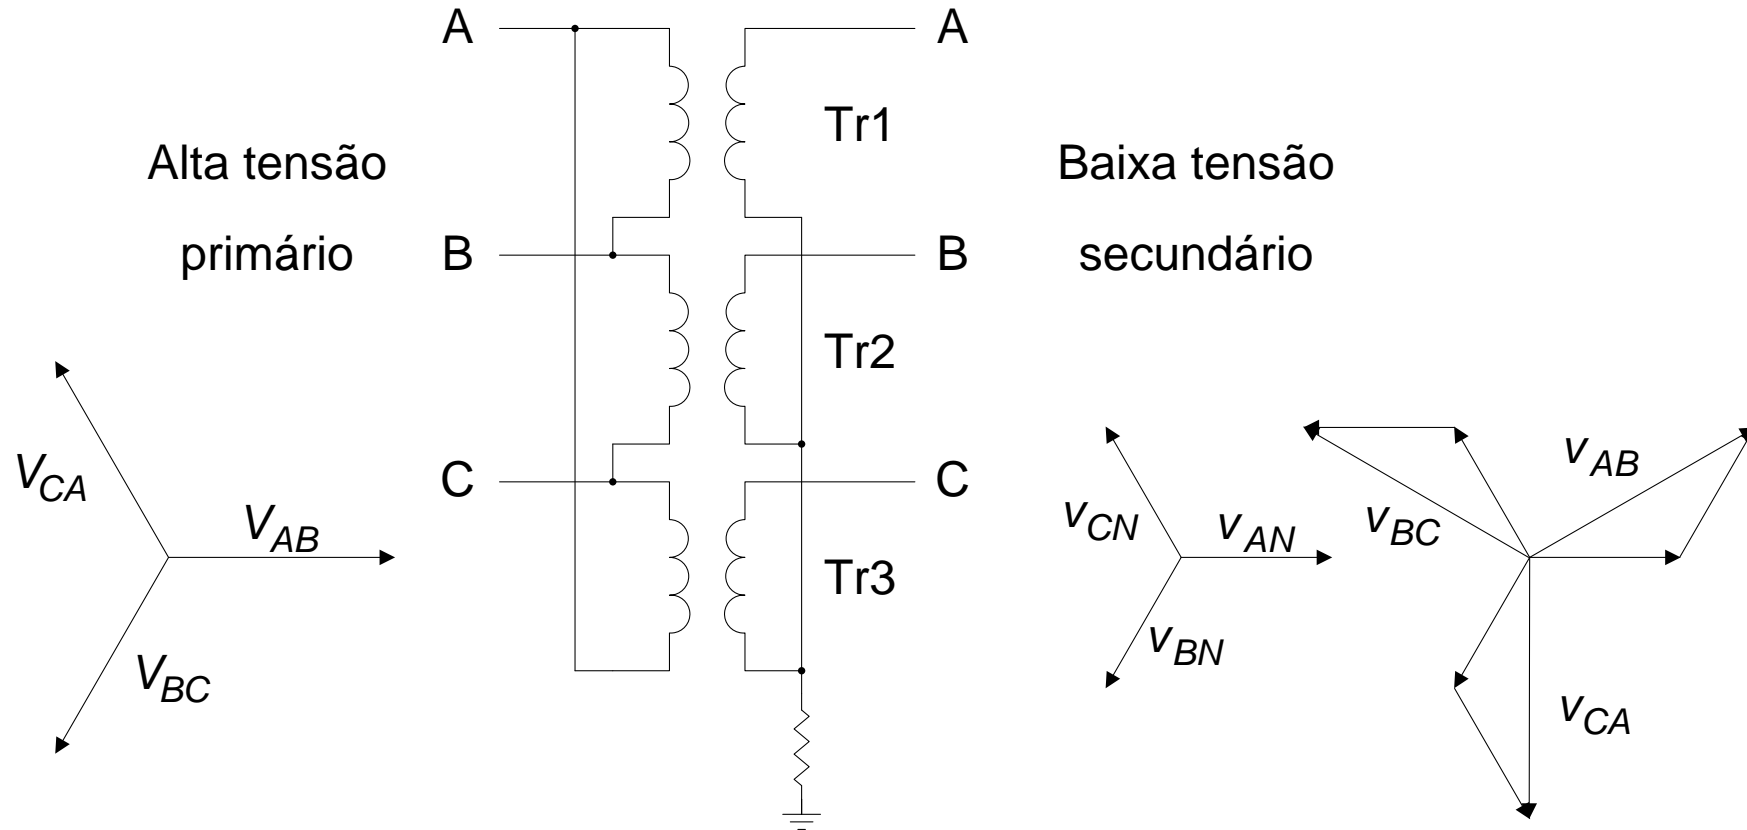 A
A
Tr1
Alta tensão
primário
Baixa tensão
secundário
B
B
Tr2
C
C
Tr3
V_CA
V_AB
V_BC
v_CN
v_AN
v_BN
v_BC
v_AB
v_CA